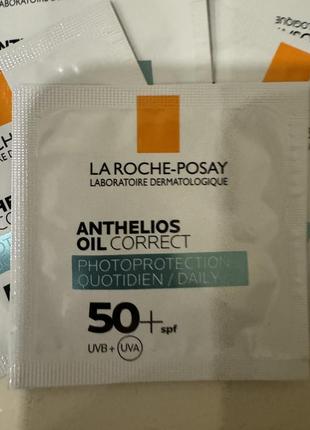 LA ROCHE-POSAY
LABORATOIRE DERMATOLOGIQUE
ANTHELIOS
OIL CORRECT
PHOTOPROTECTION
QUOTIDIEN / DAILY
50+ spf
UVB + UVA